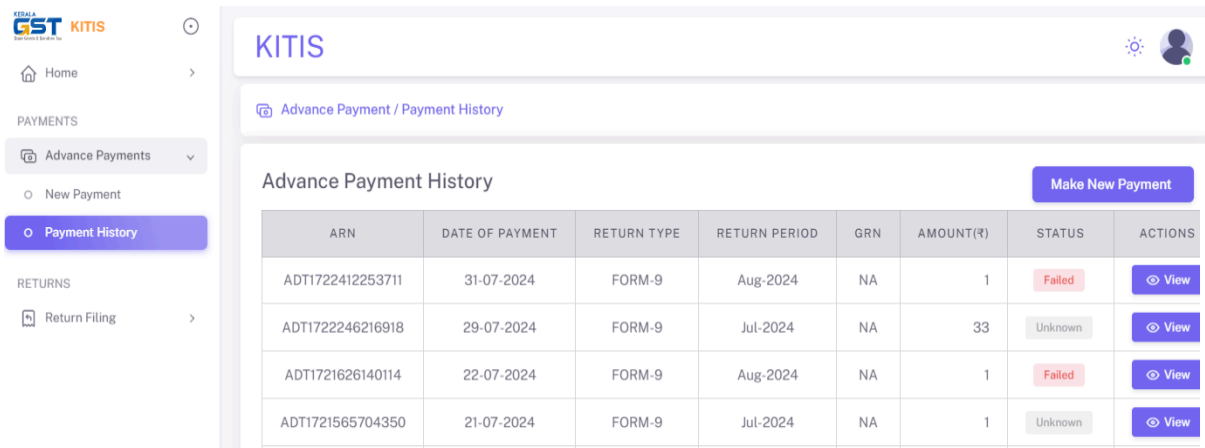 KERALA
GST KITIS
Home
PAYMENTS
Advance Payments
New Payment
Payment History
RETURNS
Return Filing
KITIS
Advance Payment / Payment History
Advance Payment History
Make New Payment
ARN DATE OF PAYMENT RETURN TYPE RETURN PERIOD GRN AMOUNT(₹) STATUS ACTIONS
ADT1722412253711 31-07-2024 FORM-9 Aug-2024 NA 1 Failed View
ADT1722246216918 29-07-2024 FORM-9 Jul-2024 NA 33 Unknown View
ADT1721626140114 22-07-2024 FORM-9 Aug-2024 NA 1 Failed View
ADT1721565704350 21-07-2024 FORM-9 Jul-2024 NA 1 Unknown View